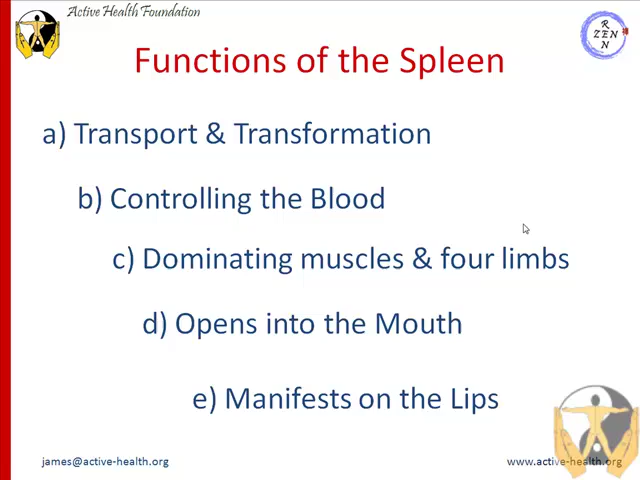 Active Health Foundation
R
ZEN
N
Functions of the Spleen
a) Transport & Transformation
b) Controlling the Blood
c) Dominating muscles & four limbs
d) Opens into the Mouth
e) Manifests on the Lips
james@active-health.org
www.active-health.org